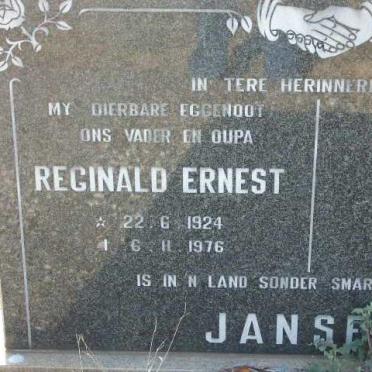 IN TERE HERINNERI
MY DIERBARE EGGENOOT
ONS VADER EN OUPA
REGINALD ERNEST
☆ 22·6·1924
† 6·11·1976
IS IN 'N LAND SONDER SMAR
JANSE